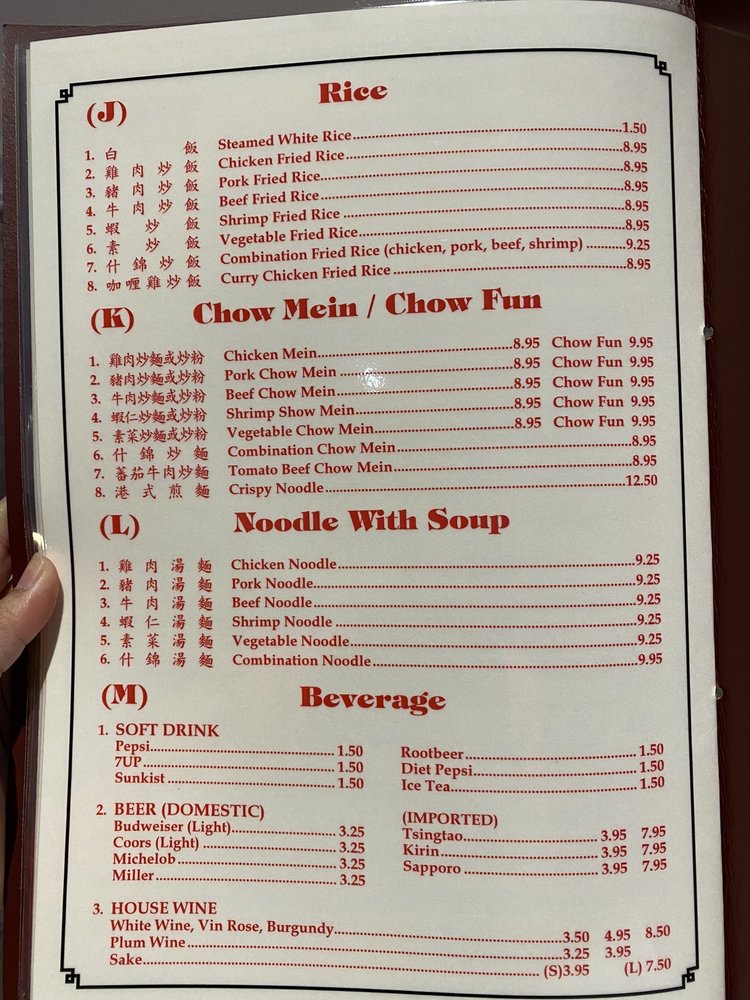 (J) Rice
1. 白飯 Steamed White Rice 1.50
2. 雞肉炒飯 Chicken Fried Rice 8.95
3. 豬肉炒飯 Pork Fried Rice 8.95
4. 牛肉炒飯 Beef Fried Rice 8.95
5. 蝦炒飯 Shrimp Fried Rice 8.95
6. 素炒飯 Vegetable Fried Rice 8.95
7. 什錦炒飯 Combination Fried Rice (chicken, pork, beef, shrimp) 9.25
8. 咖喱雞炒飯 Curry Chicken Fried Rice 8.95
(K) Chow Mein / Chow Fun
1. 雞肉炒麵或炒粉 Chicken Mein 8.95 Chow Fun 9.95
2. 豬肉炒麵或炒粉 Pork Chow Mein 8.95 Chow Fun 9.95
3. 牛肉炒麵或炒粉 Beef Chow Mein 8.95 Chow Fun 9.95
4. 蝦仁炒麵或炒粉 Shrimp Show Mein 8.95 Chow Fun 9.95
5. 素菜炒麵或炒粉 Vegetable Chow Mein 8.95 Chow Fun 9.95
6. 什錦炒麵 Combination Chow Mein 8.95
7. 蕃茄牛肉炒麵 Tomato Beef Chow Mein 8.95
8. 港式煎麵 Crispy Noodle 12.50
(L) Noodle With Soup
1. 雞肉湯麵 Chicken Noodle 9.25
2. 豬肉湯麵 Pork Noodle 9.25
3. 牛肉湯麵 Beef Noodle 9.25
4. 蝦仁湯麵 Shrimp Noodle 9.25
5. 素菜湯麵 Vegetable Noodle 9.25
6. 什錦湯麵 Combination Noodle 9.95
(M) Beverage
1. SOFT DRINK
Pepsi 1.50 Rootbeer 1.50
7UP 1.50 Diet Pepsi 1.50
Sunkist 1.50 Ice Tea 1.50
2. BEER (DOMESTIC) (IMPORTED)
Budweiser (Light) 3.25 Tsingtao 3.95 7.95
Coors (Light) 3.25 Kirin 3.95 7.95
Michelob 3.25 Sapporo 3.95 7.95
Miller 3.25
3. HOUSE WINE
White Wine, Vin Rose, Burgundy 3.50 4.95 8.50
Plum Wine 3.25 3.95
Sake (S)3.95 (L) 7.50